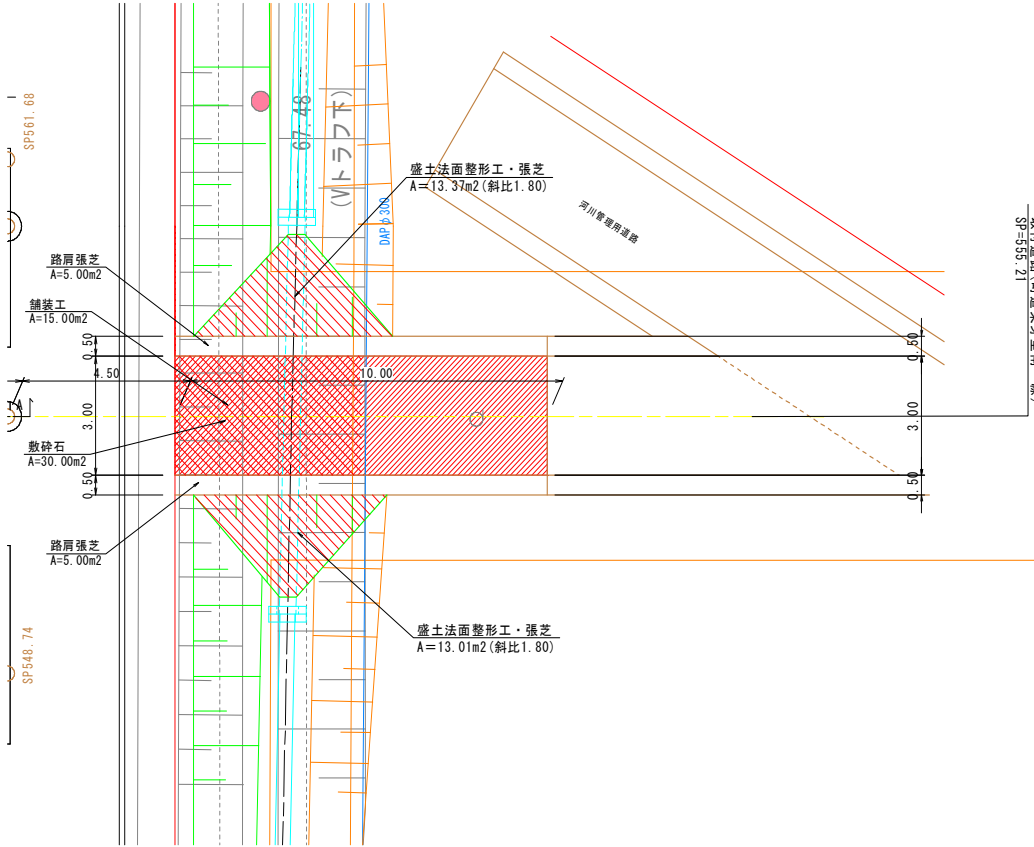 SP561.68
67.48
(Vトラフ下)
DAPφ300
盛土法面整形工・張芝
A=13.37m2(斜比1.80)
河川管理用道路
SP=555.21
路肩張芝
A=5.00m2
舗装工
A=15.00m2
0.50
4.50
10.00
0.50
3.00
3.00
敷砕石
A=30.00m2
0.50
0.50
路肩張芝
A=5.00m2
盛土法面整形工・張芝
A=13.01m2(斜比1.80)
SP548.74